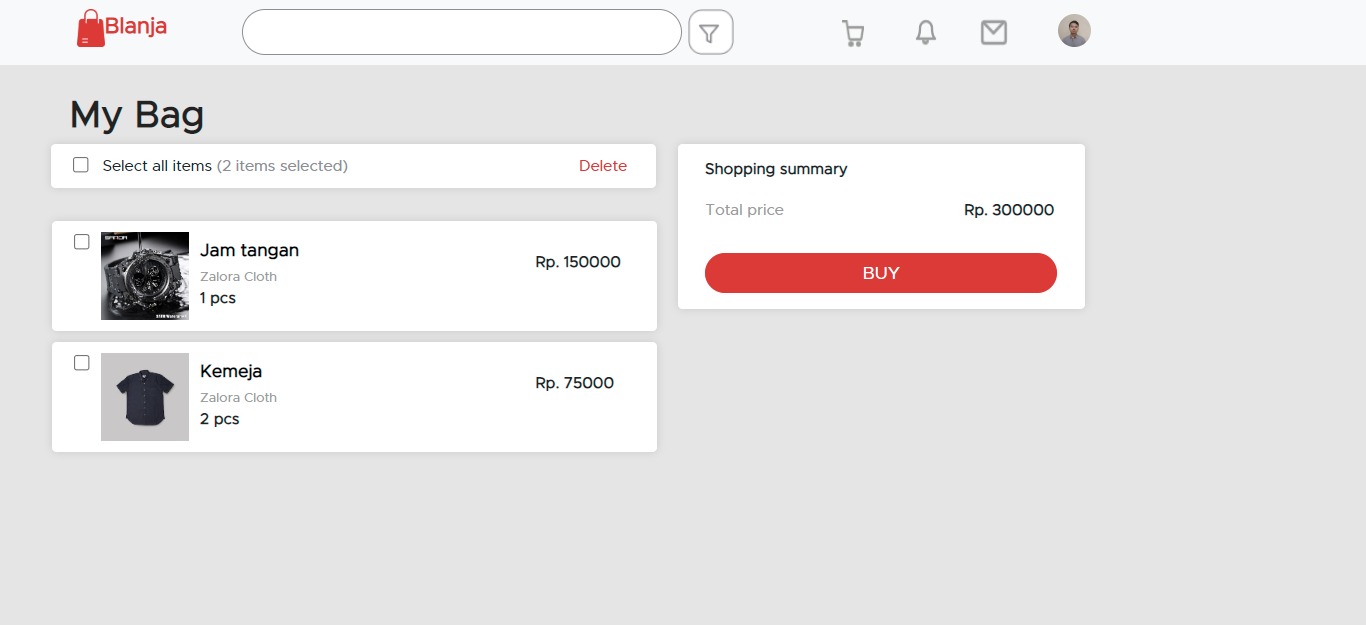 Blanja
My Bag
Select all items (2 items selected)
Delete
Jam tangan
Zalora Cloth
1 pcs
Rp. 150000
Kemeja
Zalora Cloth
2 pcs
Rp. 75000
Shopping summary
Total price
Rp. 300000
BUY